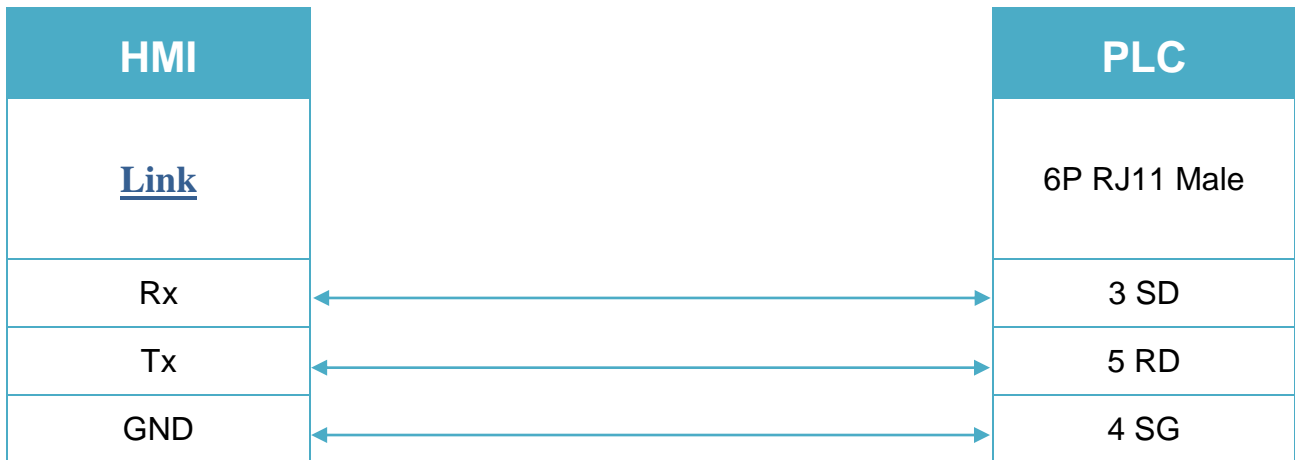 HMI PLC
Link 6P RJ11 Male
Rx 3 SD
Tx 5 RD
GND 4 SG